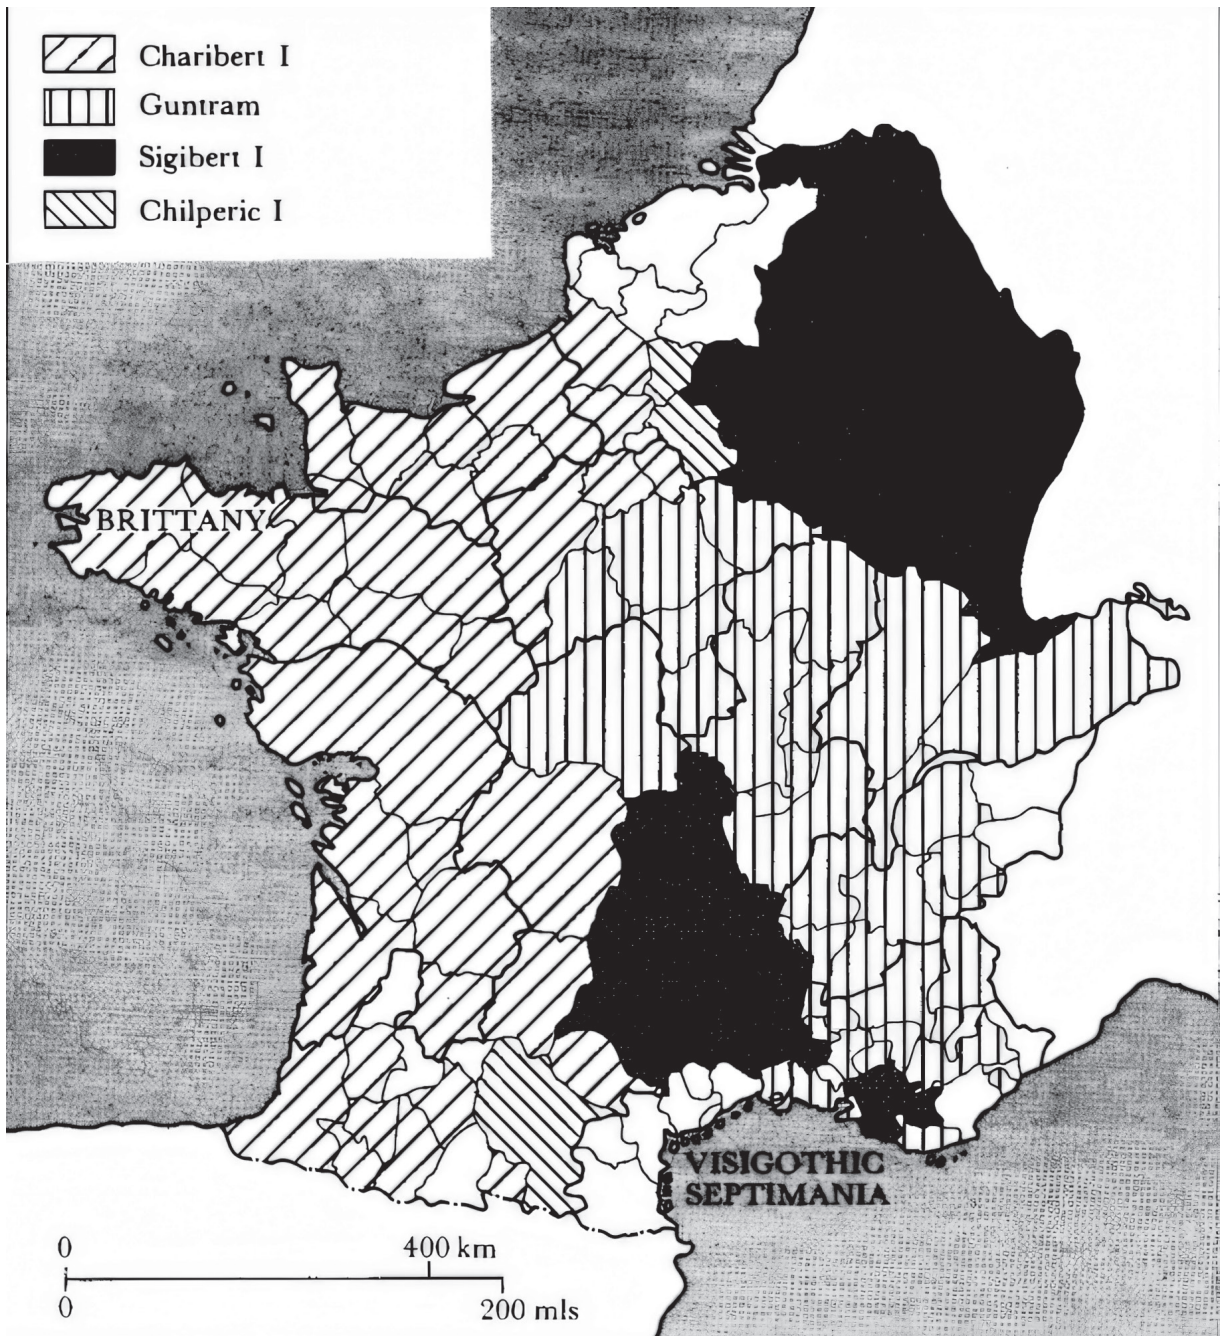 Charibert I
Guntram
Sigibert I
Chilperic I
BRITTANY
VISIGOTHIC
SEPTIMANIA
0 400 km
0 200 mls